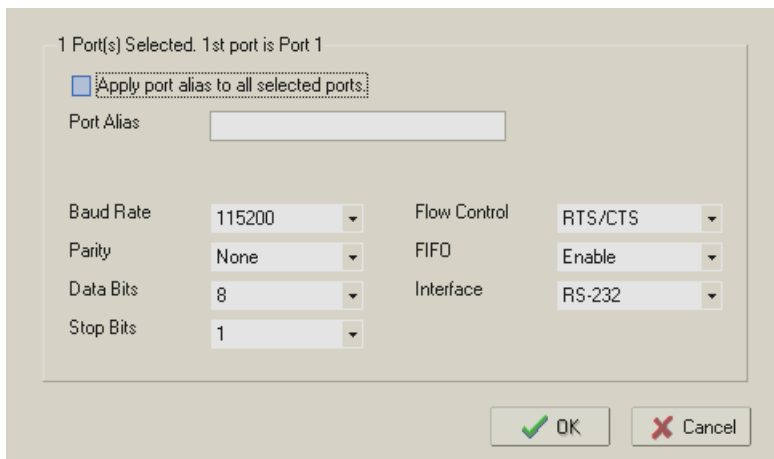 1 Port(s) Selected. 1st port is Port 1
Apply port alias to all selected ports.
Port Alias
Baud Rate 115200 Flow Control RTS/CTS
Parity None FIFO Enable
Data Bits 8 Interface RS-232
Stop Bits 1
OK Cancel